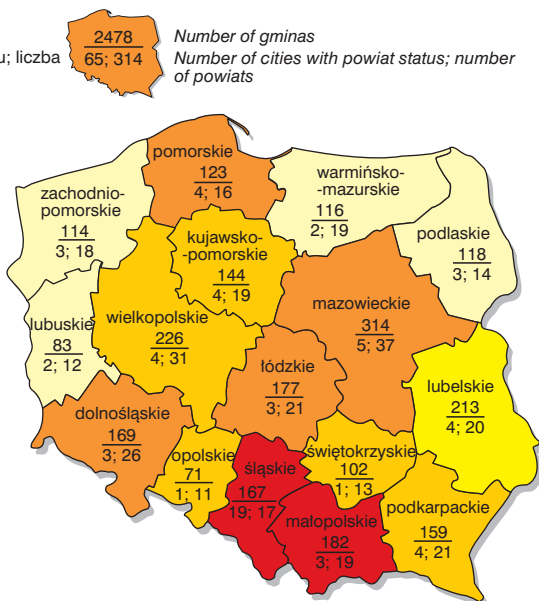 2478
65; 314
u; liczba
Number of gminas
Number of cities with powiat status; number
of powiats
pomorskie
123
4; 16
warmińsko-
-mazurskie
116
2; 19
zachodnio-
pomorskie
114
3; 18
podlaskie
118
3; 14
kujawsko-
-pomorskie
144
4; 19
mazowieckie
314
5; 37
lubuskie
83
2; 12
wielkopolskie
226
4; 31
łódzkie
177
3; 21
lubelskie
213
4; 20
dolnośląskie
169
3; 26
opolskie
71
1; 11
śląskie
167
19; 17
świętokrzyskie
102
1; 13
małopolskie
182
3; 19
podkarpackie
159
4; 21